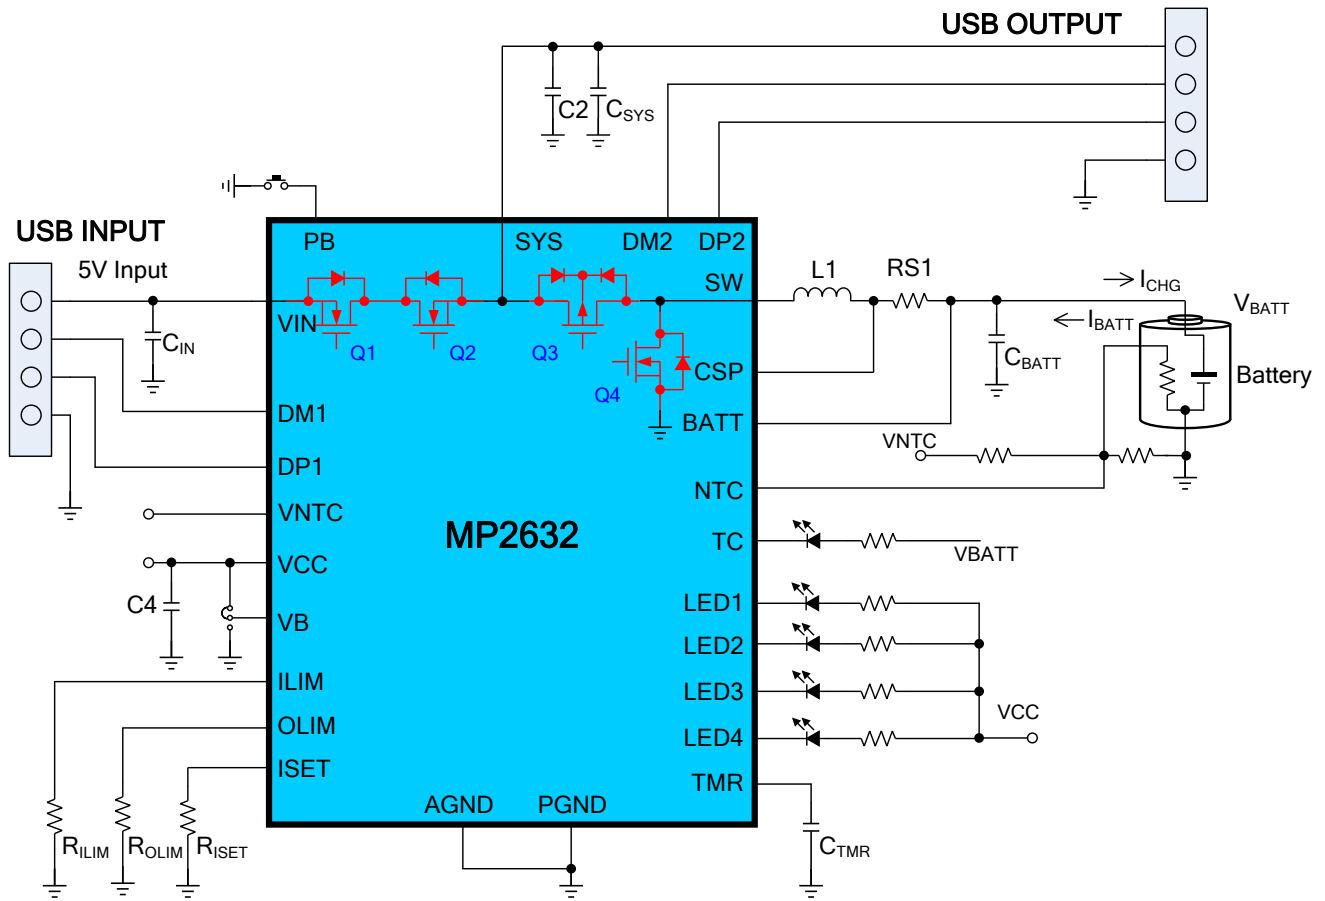 USB OUTPUT
C2
CSYS
USB INPUT
5V Input
PB
SYS
DM2
DP2
SW
L1
RS1
ICHG
VBATT
IBATT
VIN
CIN
Q1
Q2
Q3
Q4
CSP
CBATT
Battery
DM1
BATT
VNTC
DP1
NTC
VNTC
MP2632
TC
VBATT
VCC
C4
VB
LED1
LED2
ILIM
LED3
OLIM
LED4
VCC
ISET
TMR
AGND
PGND
RILIM
ROLIM
RISET
CTMR